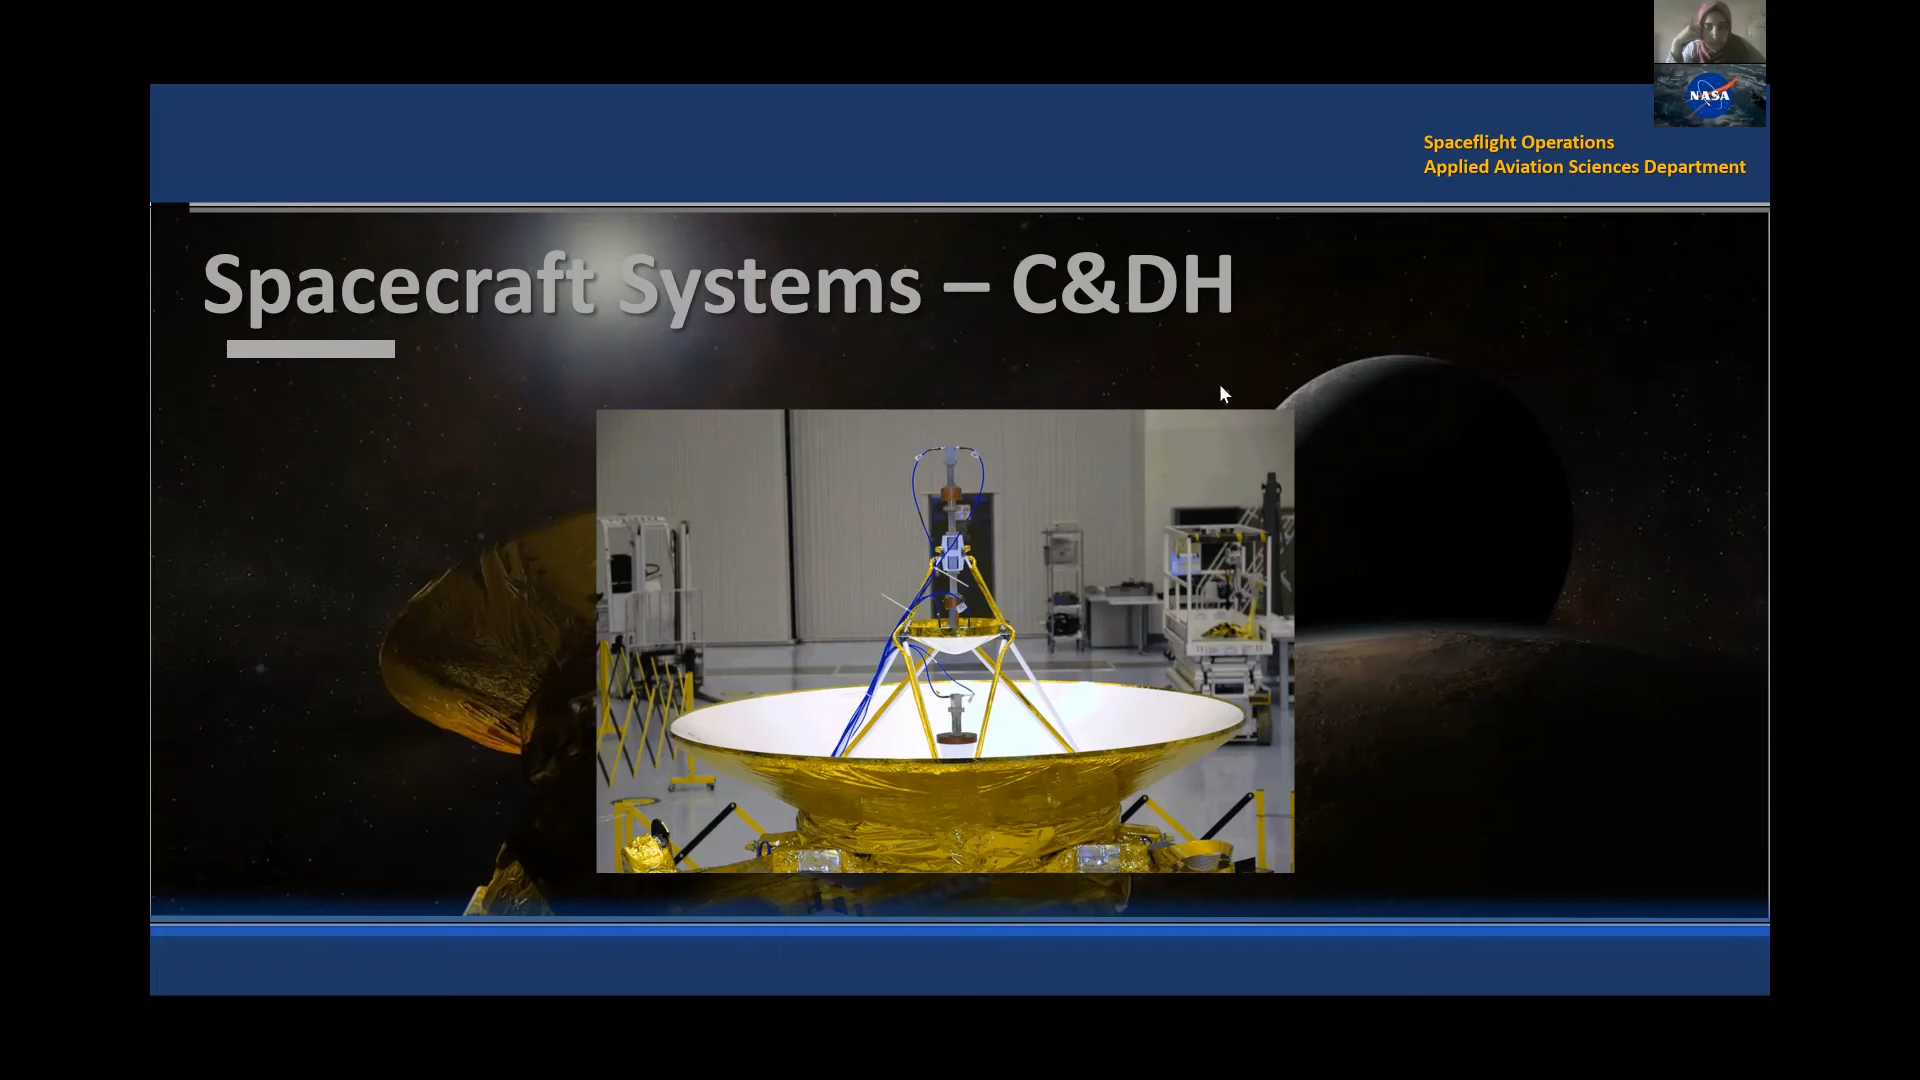 NASA
Spaceflight Operations
Applied Aviation Sciences Department
Spacecraft Systems – C&DH